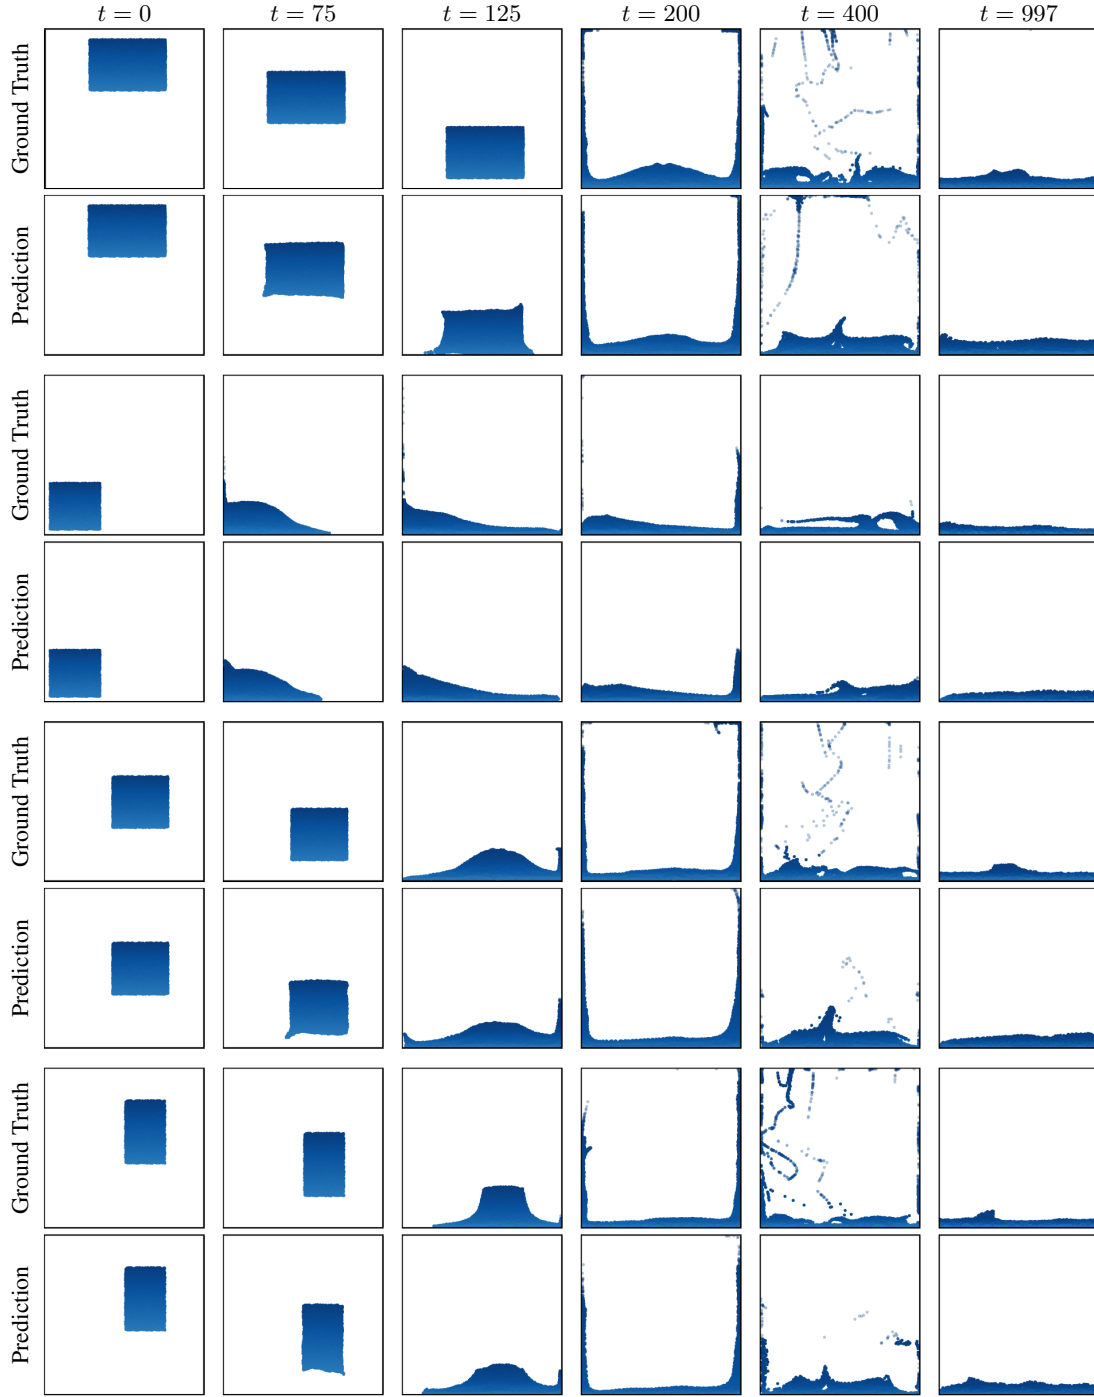 t = 0 t = 75 t = 125 t = 200 t = 400 t = 997
Ground Truth
Prediction
Ground Truth
Prediction
Ground Truth
Prediction
Ground Truth
Prediction